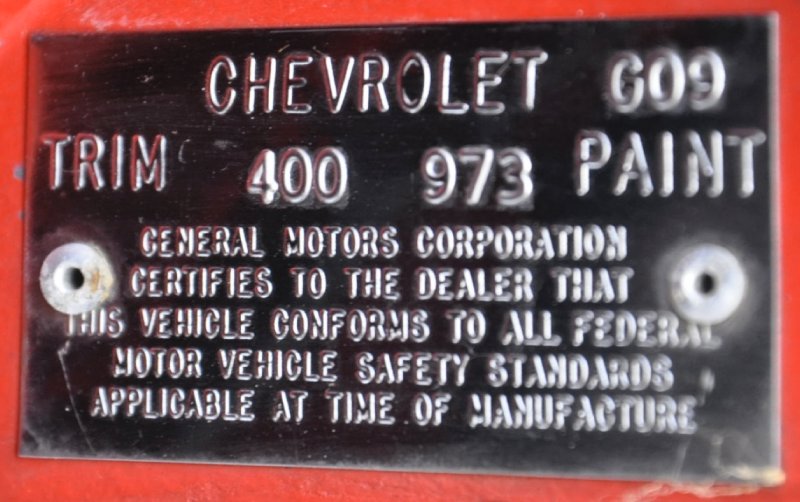 CHEVROLET G09
TRIM 400 973 PAINT
GENERAL MOTORS CORPORATION
CERTIFIES TO THE DEALER THAT
THIS VEHICLE CONFORMS TO ALL FEDERAL
MOTOR VEHICLE SAFETY STANDARDS
APPLICABLE AT TIME OF MANUFACTURE